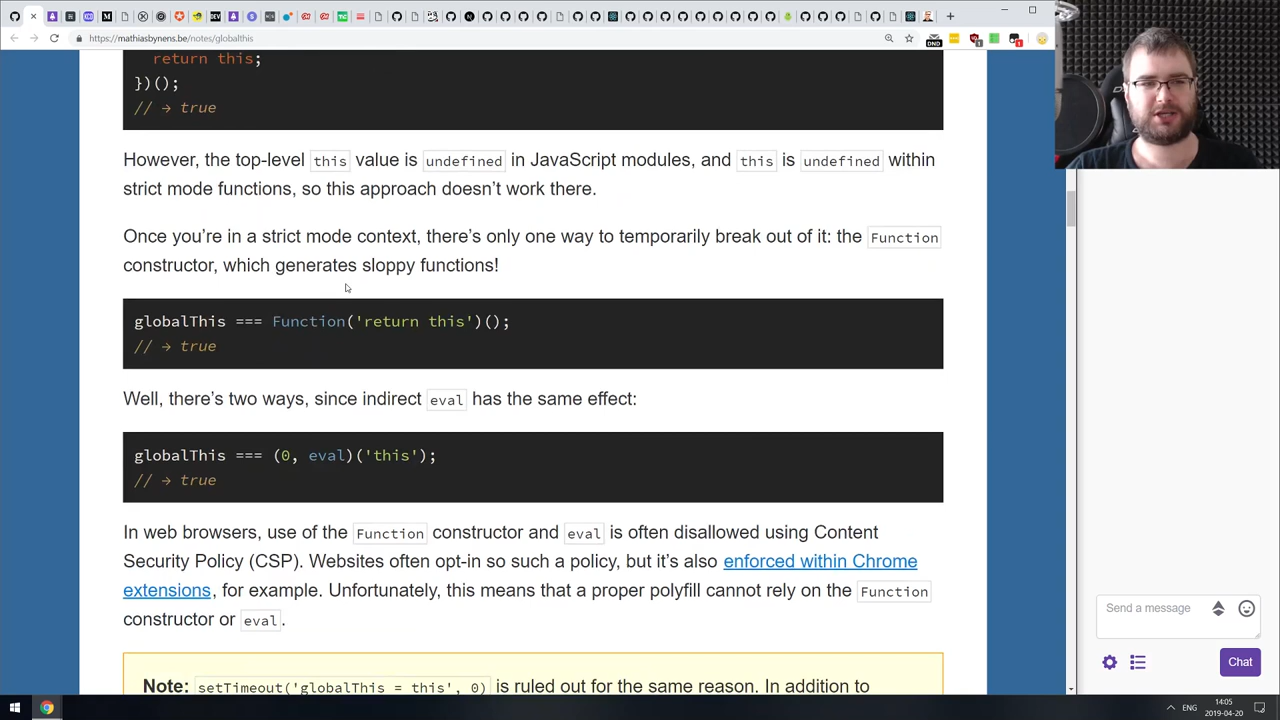 https://mathiasbynens.be/notes/globalthis
return this;
})();
// → true
However, the top-level this value is undefined in JavaScript modules, and this is undefined within
strict mode functions, so this approach doesn’t work there.
Once you’re in a strict mode context, there’s only one way to temporarily break out of it: the Function
constructor, which generates sloppy functions!
globalThis === Function('return this')();
// → true
Well, there’s two ways, since indirect eval has the same effect:
globalThis === (0, eval)('this');
// → true
In web browsers, use of the Function constructor and eval is often disallowed using Content
Security Policy (CSP). Websites often opt-in so such a policy, but it’s also enforced within Chrome
extensions, for example. Unfortunately, this means that a proper polyfill cannot rely on the Function
constructor or eval.
Note: setTimeout('globalThis = this', 0) is ruled out for the same reason. In addition to
Send a message
Chat
DND
ENG
14:05
2019-04-20